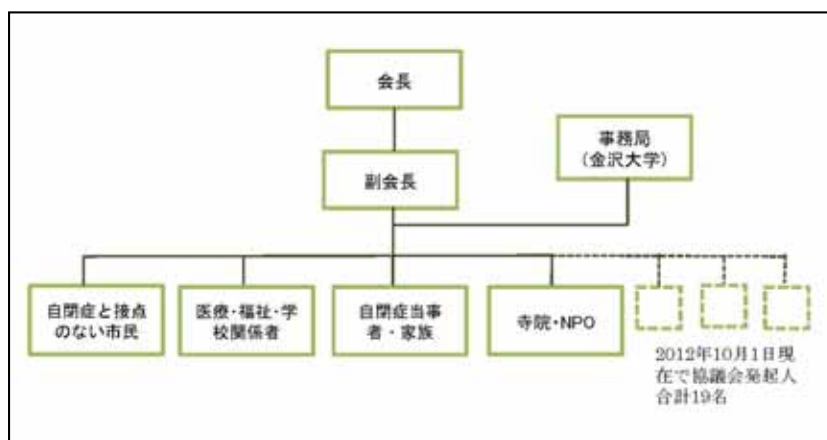 会長
事務局
(金沢大学)
副会長
自閉症と接点
のない市民
医療・福祉・学
校関係者
自閉症当事
者・家族
寺院・NPO
2012年10月1日現
在で協議会発起人
合計19名